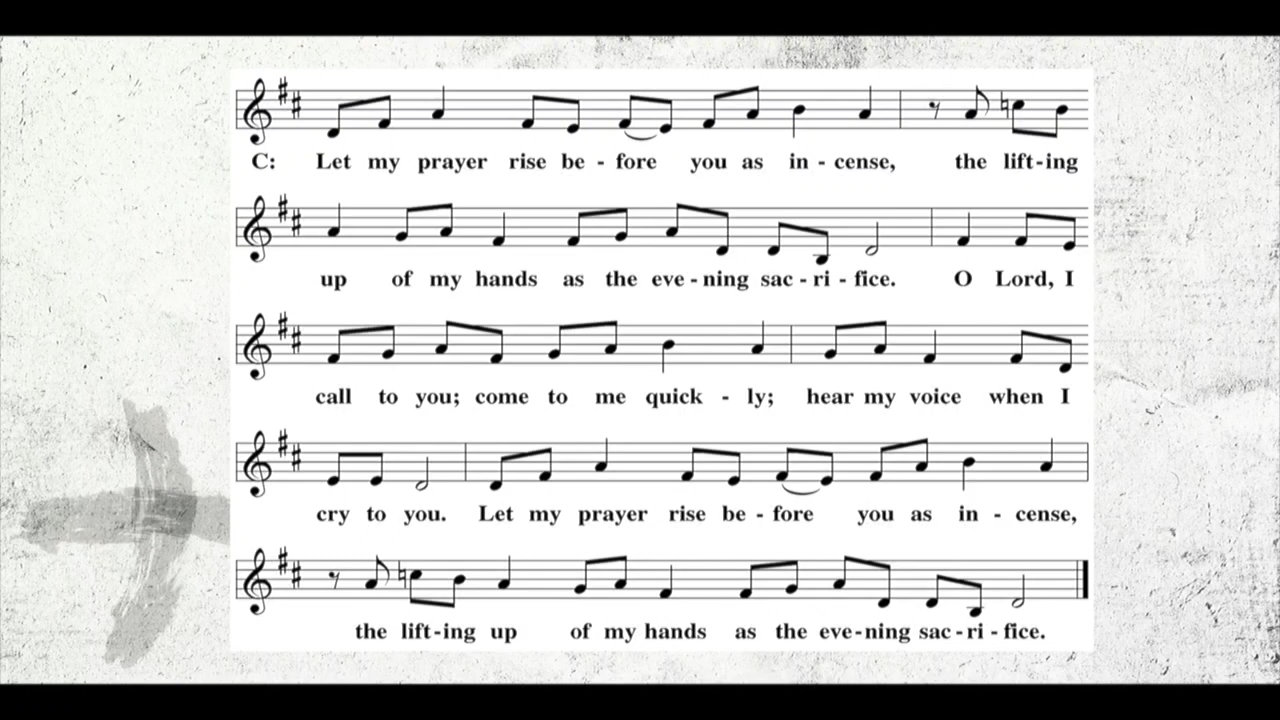 C: Let my prayer rise be - fore you as in - cense, the lift - ing
up of my hands as the eve - ning sac - ri - fice. O Lord, I
call to you; come to me quick - ly; hear my voice when I
cry to you. Let my prayer rise be - fore you as in - cense,
the lift - ing up of my hands as the eve - ning sac - ri - fice.